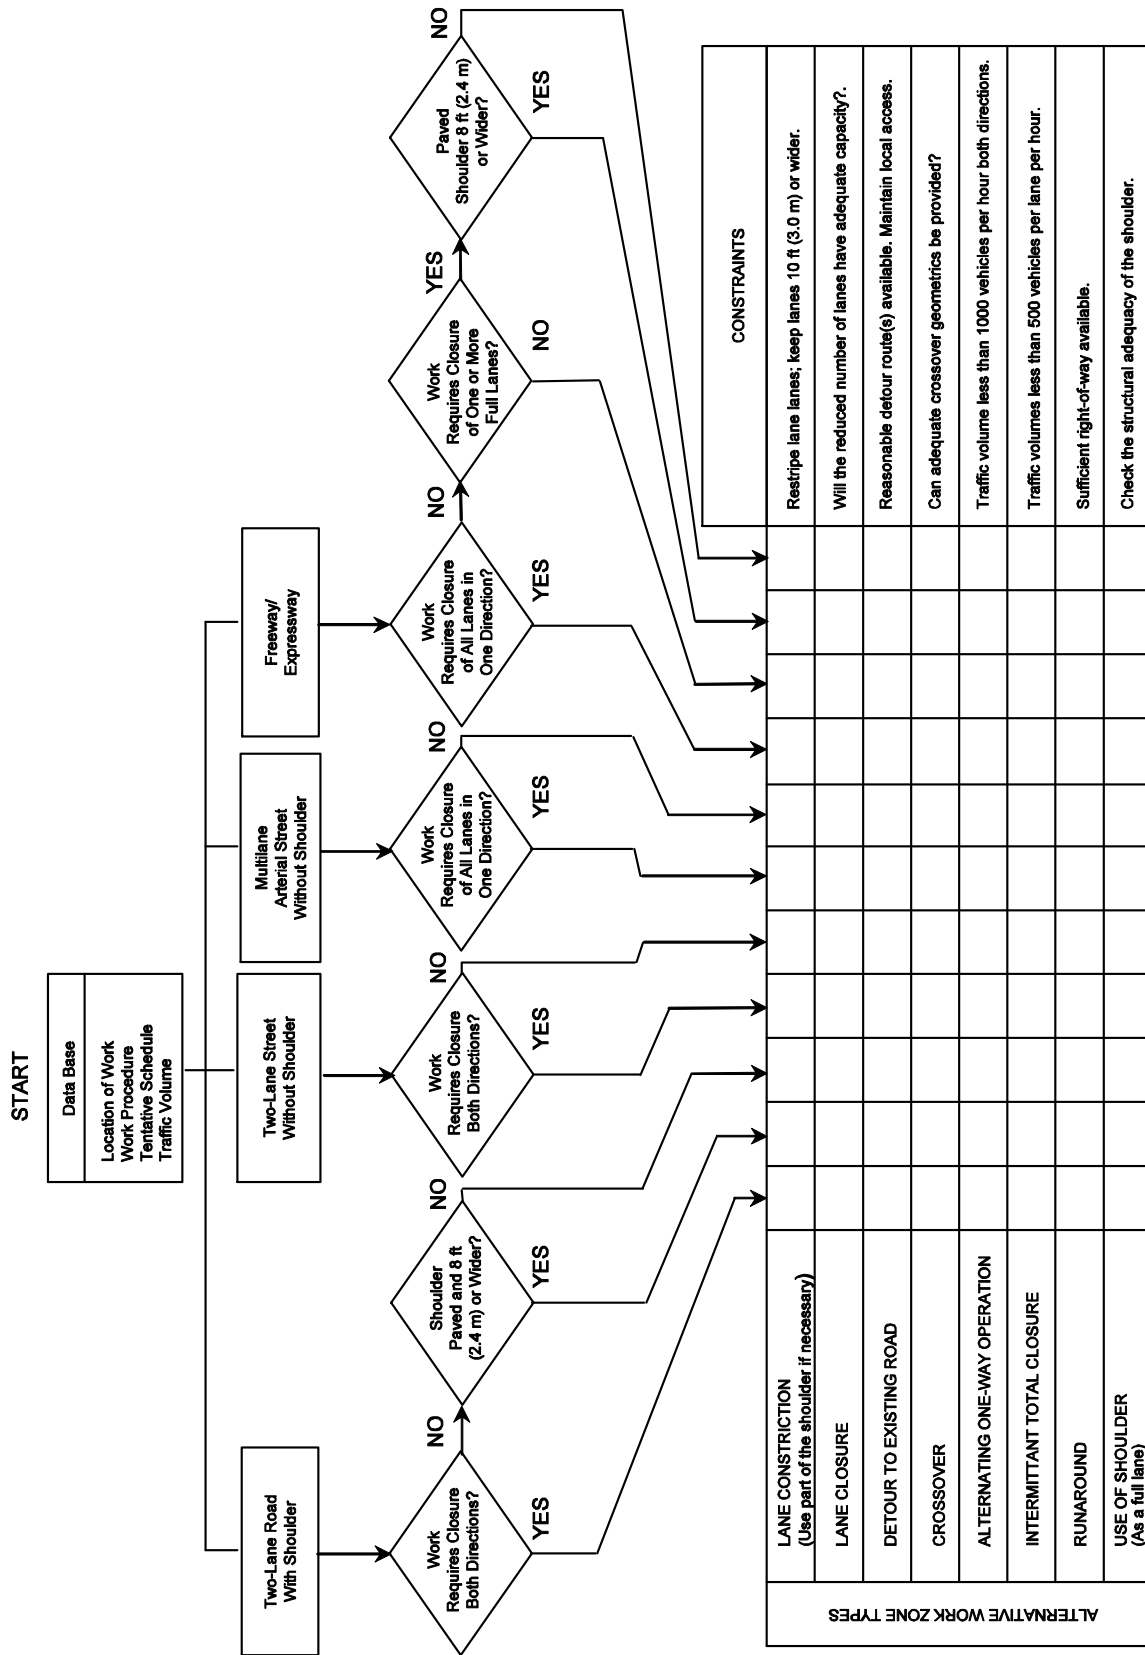 START
Data Base
Location of Work
Work Procedure
Tentative Schedule
Traffic Volume
Two-Lane Road
With Shoulder
Two-Lane Street
Without Shoulder
Multilane
Arterial Street
Without Shoulder
Freeway/
Expressway
Work
Requires Closure
Both Directions?
NO
YES
Shoulder
Paved and 8 ft
(2.4 m) or Wider?
NO
YES
Work
Requires Closure
Both Directions?
NO
YES
Work
Requires Closure
of All Lanes in
One Direction?
NO
YES
Work
Requires Closure
of All Lanes in
One Direction?
NO
YES
Work
Requires Closure
of One or More
Full Lanes?
YES
NO
Paved
Shoulder 8 ft (2.4 m)
or Wider?
NO
YES
CONSTRAINTS
ALTERNATIVE WORK ZONE TYPES
LANE CONSTRICTION
(Use part of the shoulder if necessary)
Restripe lane lanes; keep lanes 10 ft (3.0 m) or wider.
LANE CLOSURE
Will the reduced number of lanes have adequate capacity?.
DETOUR TO EXISTING ROAD
Reasonable detour route(s) available. Maintain local access.
CROSSOVER
Can adequate crossover geometrics be provided?
ALTERNATING ONE-WAY OPERATION
Traffic volume less than 1000 vehicles per hour both directions.
INTERMITTANT TOTAL CLOSURE
Traffic volumes less than 500 vehicles per lane per hour.
RUNAROUND
Sufficient right-of-way available.
USE OF SHOULDER
(As a full lane)
Check the structural adequacy of the shoulder.